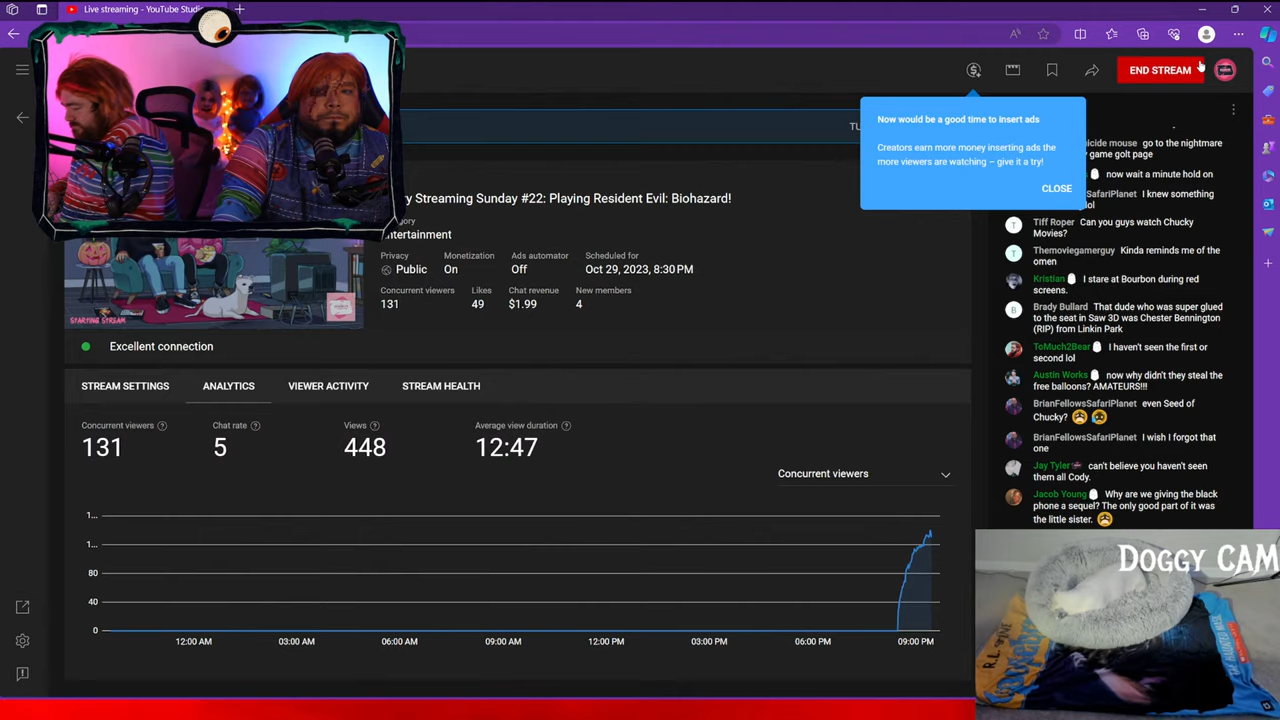 Live streaming - YouTube Studio
END STREAM
Now would be a good time to insert ads
Creators earn more money inserting ads the
more viewers are watching – give it a try!
CLOSE
Streaming Sunday #22: Playing Resident Evil: Biohazard!
Privacy
Public
Monetization
On
Ads automator
Off
Scheduled for
Oct 29, 2023, 8:30 PM
Concurrent viewers
131
Likes
49
Chat revenue
$1.99
New members
4
STARTING STREAM
Excellent connection
STREAM SETTINGS
ANALYTICS
VIEWER ACTIVITY
STREAM HEALTH
Concurrent viewers
131
Chat rate
5
Views
448
Average view duration
12:47
Concurrent viewers
1...
1...
80
40
0
12:00 AM
03:00 AM
06:00 AM
09:00 AM
12:00 PM
03:00 PM
06:00 PM
09:00 PM
mouse go to the nightmare
game golt page
now wait a minute hold on
SafariPlanet I knew something
lol
T
Tiff Roper Can you guys watch Chucky
Movies?
T
Themoviegamerguy Kinda reminds me of the
omen
Kristian I stare at Bourbon during red
screens.
B
Brady Bullard That dude who was super glued
to the seat in Saw 3D was Chester Bennington
(RIP) from Linkin Park
ToMuch2Bear I haven't seen the first or
second lol
Austin Works now why didn't they steal the
free balloons? AMATEURS!!!
BrianFellowsSafariPlanet even Seed of
Chucky?
BrianFellowsSafariPlanet I wish I forgot that
one
Jay Tyler can't believe you haven't seen
them all Cody.
Jacob Young Why are we giving the black
phone a sequel? The only good part of it was
the little sister.
DOGGY CAM
R.L. STINE
THE HAUNTED MASK